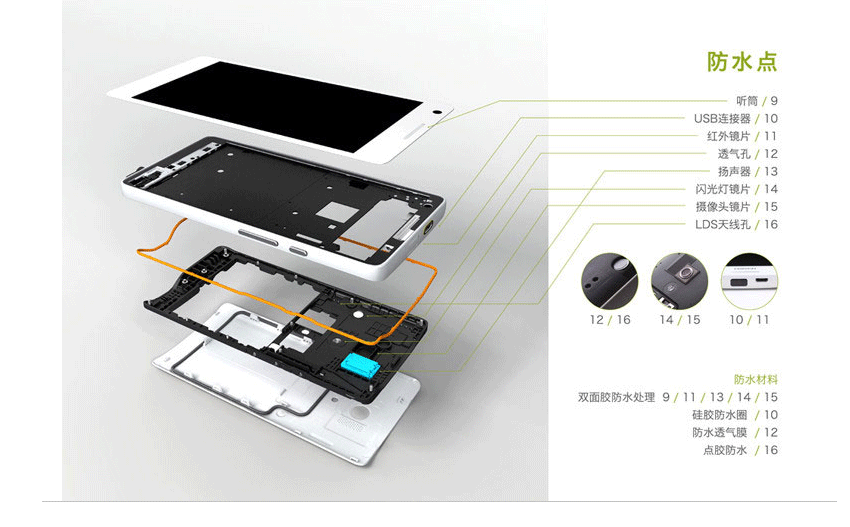 防水点
听筒 / 9
USB连接器 / 10
红外镜片 / 11
透气孔 / 12
扬声器 / 13
闪光灯镜片 / 14
摄像头镜片 / 15
LDS天线孔 / 16
12 / 16
14 / 15
10 / 11
防水材料
双面胶防水处理 9 / 11 / 13 / 14 / 15
硅胶防水圈 / 10
防水透气膜 / 12
点胶防水 / 16